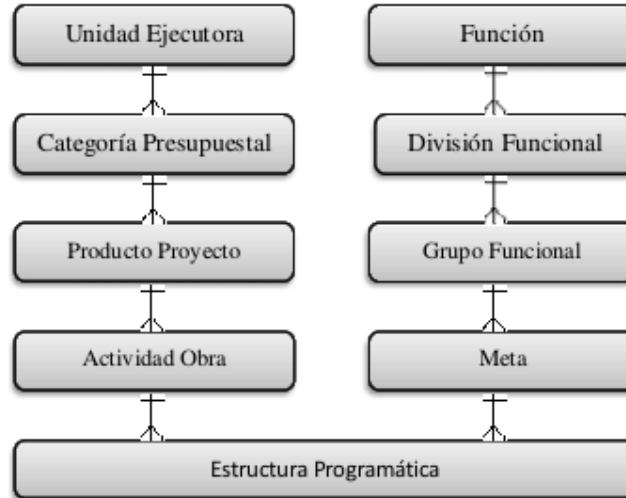 Unidad Ejecutora
Función
Categoría Presupuestal
División Funcional
Producto Proyecto
Grupo Funcional
Actividad Obra
Meta
Estructura Programática